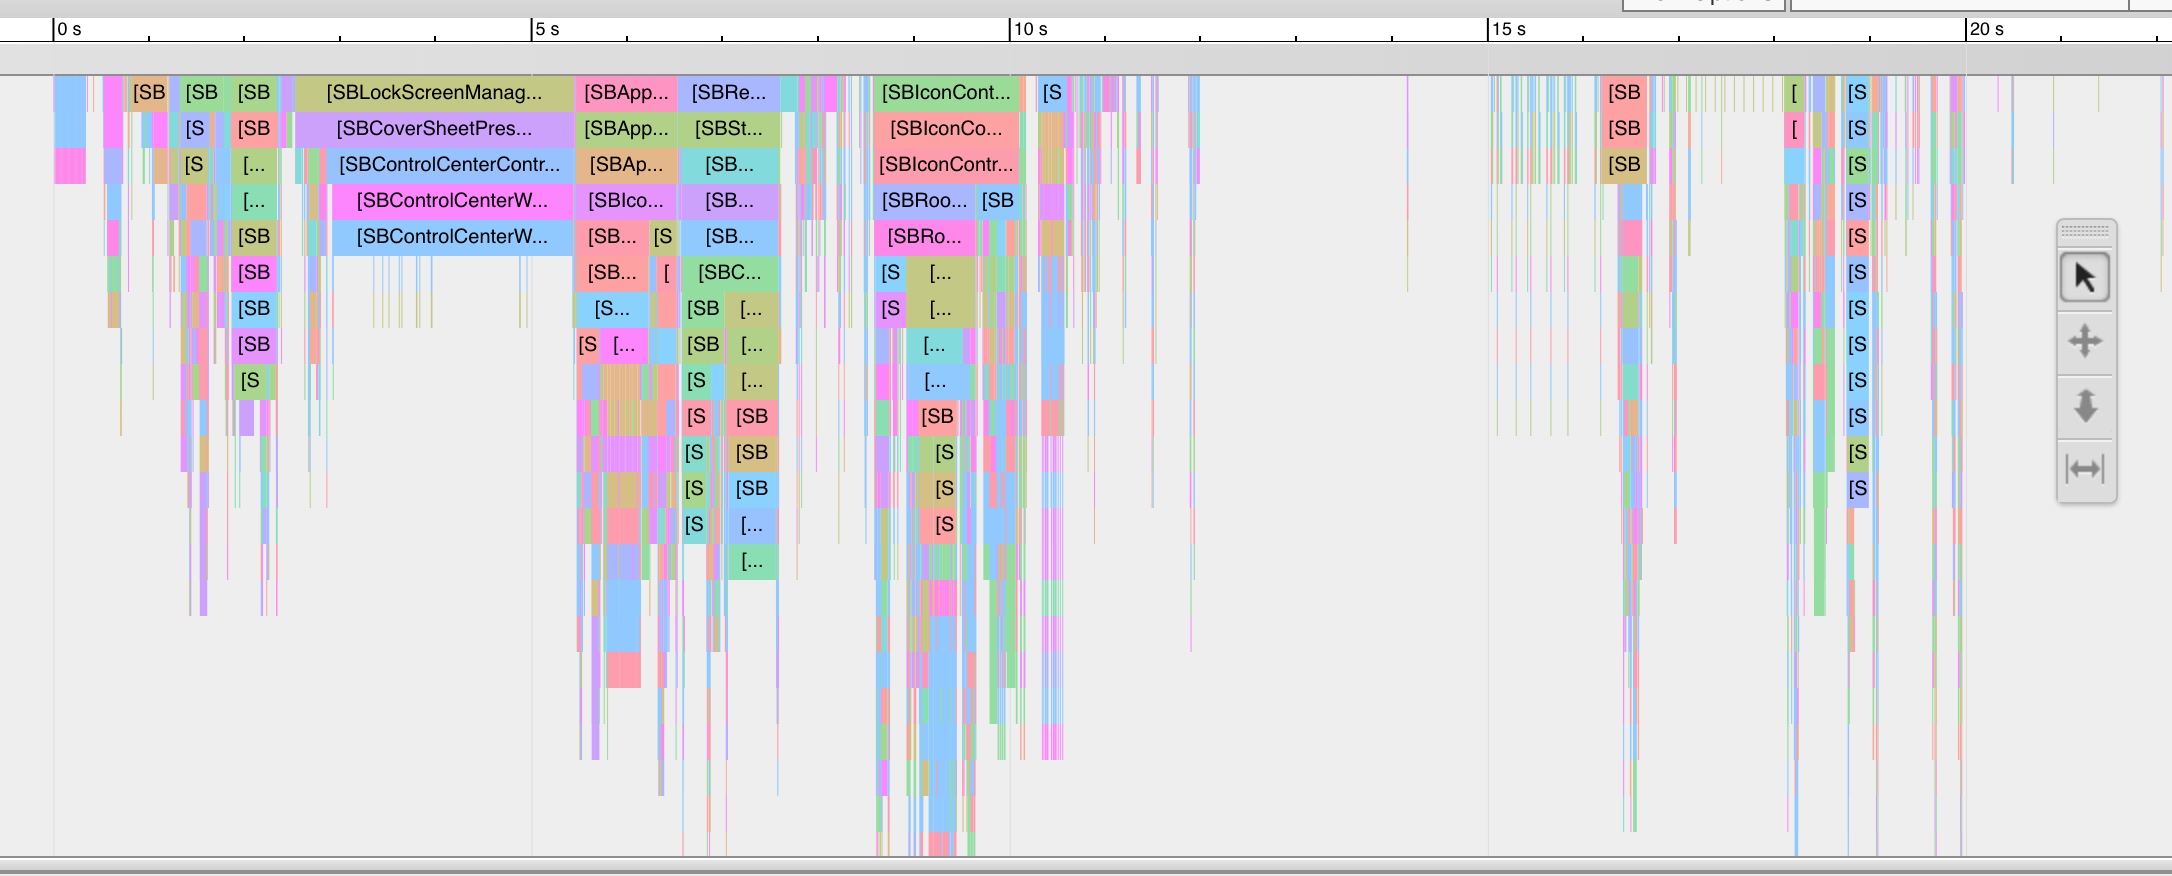 0 s 5 s 10 s 15 s 20 s
[SB [SB [SB [SBLockScreenManag... [SBApp... [SBRe... [SBIconCont... [S [SB [ [S
[S [SB [SBCoverSheetPres... [SBApp... [SBSt... [SBIconCo... [SB [ [S
[S [... [SBControlCenterContr... [SBAp... [SB... [SBIconContr... [SB [S
[... [SBControlCenterW... [SBIco... [SB... [SBRoo... [SB [S
[SB [SBControlCenterW... [SB... [S [SB... [SBRo... [S
[SB [SB... [ [SBC... [S [... [S
[SB [S... [SB [... [S [... [S
[SB [S [... [SB [... [... [S
[S [S [... [... [S
[S [SB [SB [S
[S [SB [S [S
[S [SB [S [S
[S [... [S
[...